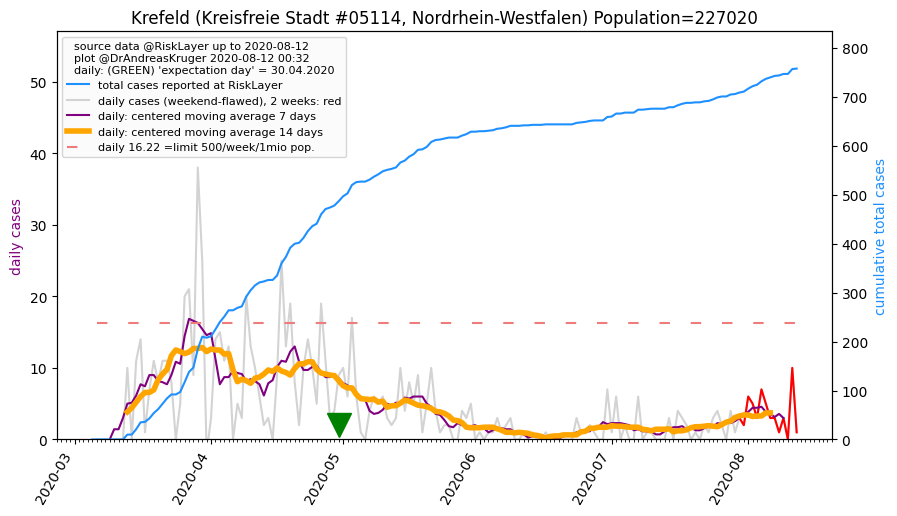 Krefeld (Kreisfreie Stadt #05114, Nordrhein-Westfalen) Population=227020
source data @RiskLayer up to 2020-08-12
plot @DrAndreasKruger 2020-08-12 00:32
daily: (GREEN) 'expectation day' = 30.04.2020
total cases reported at RiskLayer
daily cases (weekend-flawed), 2 weeks: red
daily: centered moving average 7 days
daily: centered moving average 14 days
daily 16.22 =limit 500/week/1mio pop.
daily cases
50
40
30
20
10
0
cumulative total cases
800
700
600
500
400
300
200
100
0
2020-03
2020-04
2020-05
2020-06
2020-07
2020-08